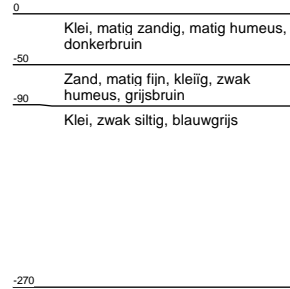 0
Klei, matig zandig, matig humeus,
donkerbruin
-50
Zand, matig fijn, kleiïg, zwak
humeus, grijsbruin
-90
Klei, zwak siltig, blauwgrijs
-270